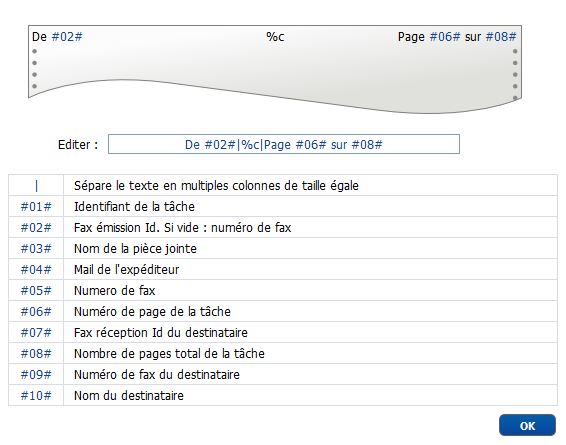 De #02# %c Page #06# sur #08#
Editer : De #02#|%c|Page #06# sur #08#
| Sépare le texte en multiples colonnes de taille égale
#01# Identifiant de la tâche
#02# Fax émission Id. Si vide : numéro de fax
#03# Nom de la pièce jointe
#04# Mail de l'expéditeur
#05# Numero de fax
#06# Numéro de page de la tâche
#07# Fax réception Id du destinataire
#08# Nombre de pages total de la tâche
#09# Numéro de fax du destinataire
#10# Nom du destinataire
OK